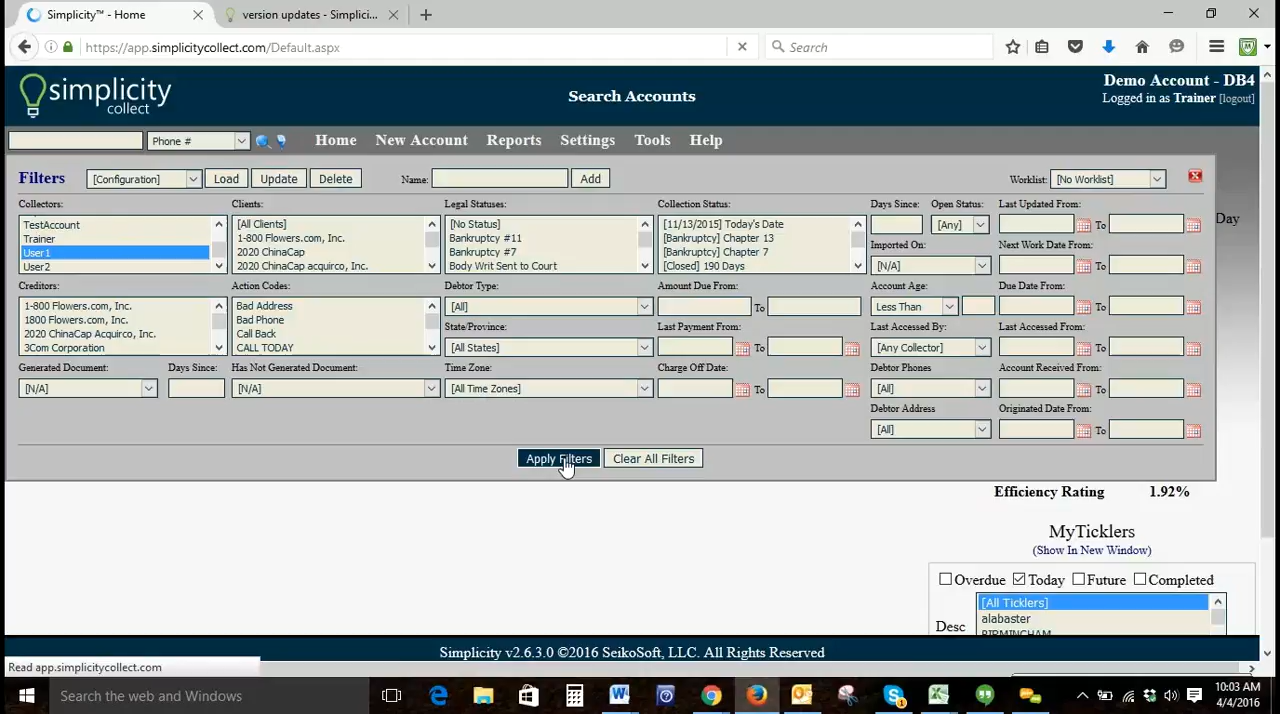 Simplicity™ - Home
version updates - Simplici...
https://app.simplicitycollect.com/Default.aspx
Search
simplicity
collect
Search Accounts
Demo Account - DB4
Logged in as Trainer [logout]
Phone #
Home New Account Reports Settings Tools Help
Filters [Configuration] Load Update Delete Name: Add Worklist: [No Worklist]
Collectors: Clients: Legal Statuses: Collection Status: Days Since: Open Status: Last Updated From:
TestAccount [All Clients] [No Status] [11/13/2015] Today's Date [Any] To Day
Trainer 1-800 Flowers.com, Inc. Bankruptcy #11 [Bankruptcy] Chapter 13 Imported On: Next Work Date From:
User1 2020 ChinaCap Bankruptcy #7 [Bankruptcy] Chapter 7
User2 2020 ChinaCap acquirco, Inc. Body Writ Sent to Court [Closed] 190 Days [N/A] To
Creditors: Action Codes: Debtor Type: Amount Due From: Account Age: Due Date From:
1-800 Flowers.com, Inc. Bad Address [All] To Less Than To
1800 Flowers.com, Inc. Bad Phone State/Province: Last Payment From: Last Accessed By: Last Accessed From:
2020 ChinaCap Acquirco, Inc. Call Back
3Com Corporation CALL TODAY [All States] To [Any Collector] To
Generated Document: Days Since: Has Not Generated Document: Time Zone: Charge Off Date: Debtor Phones Account Received From:
[N/A] [N/A] [All Time Zones] To [All] To
Debtor Address Originated Date From:
[All] To
Apply Filters Clear All Filters
Efficiency Rating 1.92%
MyTicklers
(Show In New Window)
Overdue Today Future Completed
[All Ticklers]
alabaster
Desc
BIRMINGHAM
Simplicity v2.6.3.0 ©2016 SeikoSoft, LLC. All Rights Reserved
Read app.simplicitycollect.com
Search the web and Windows
10:03 AM
4/4/2016